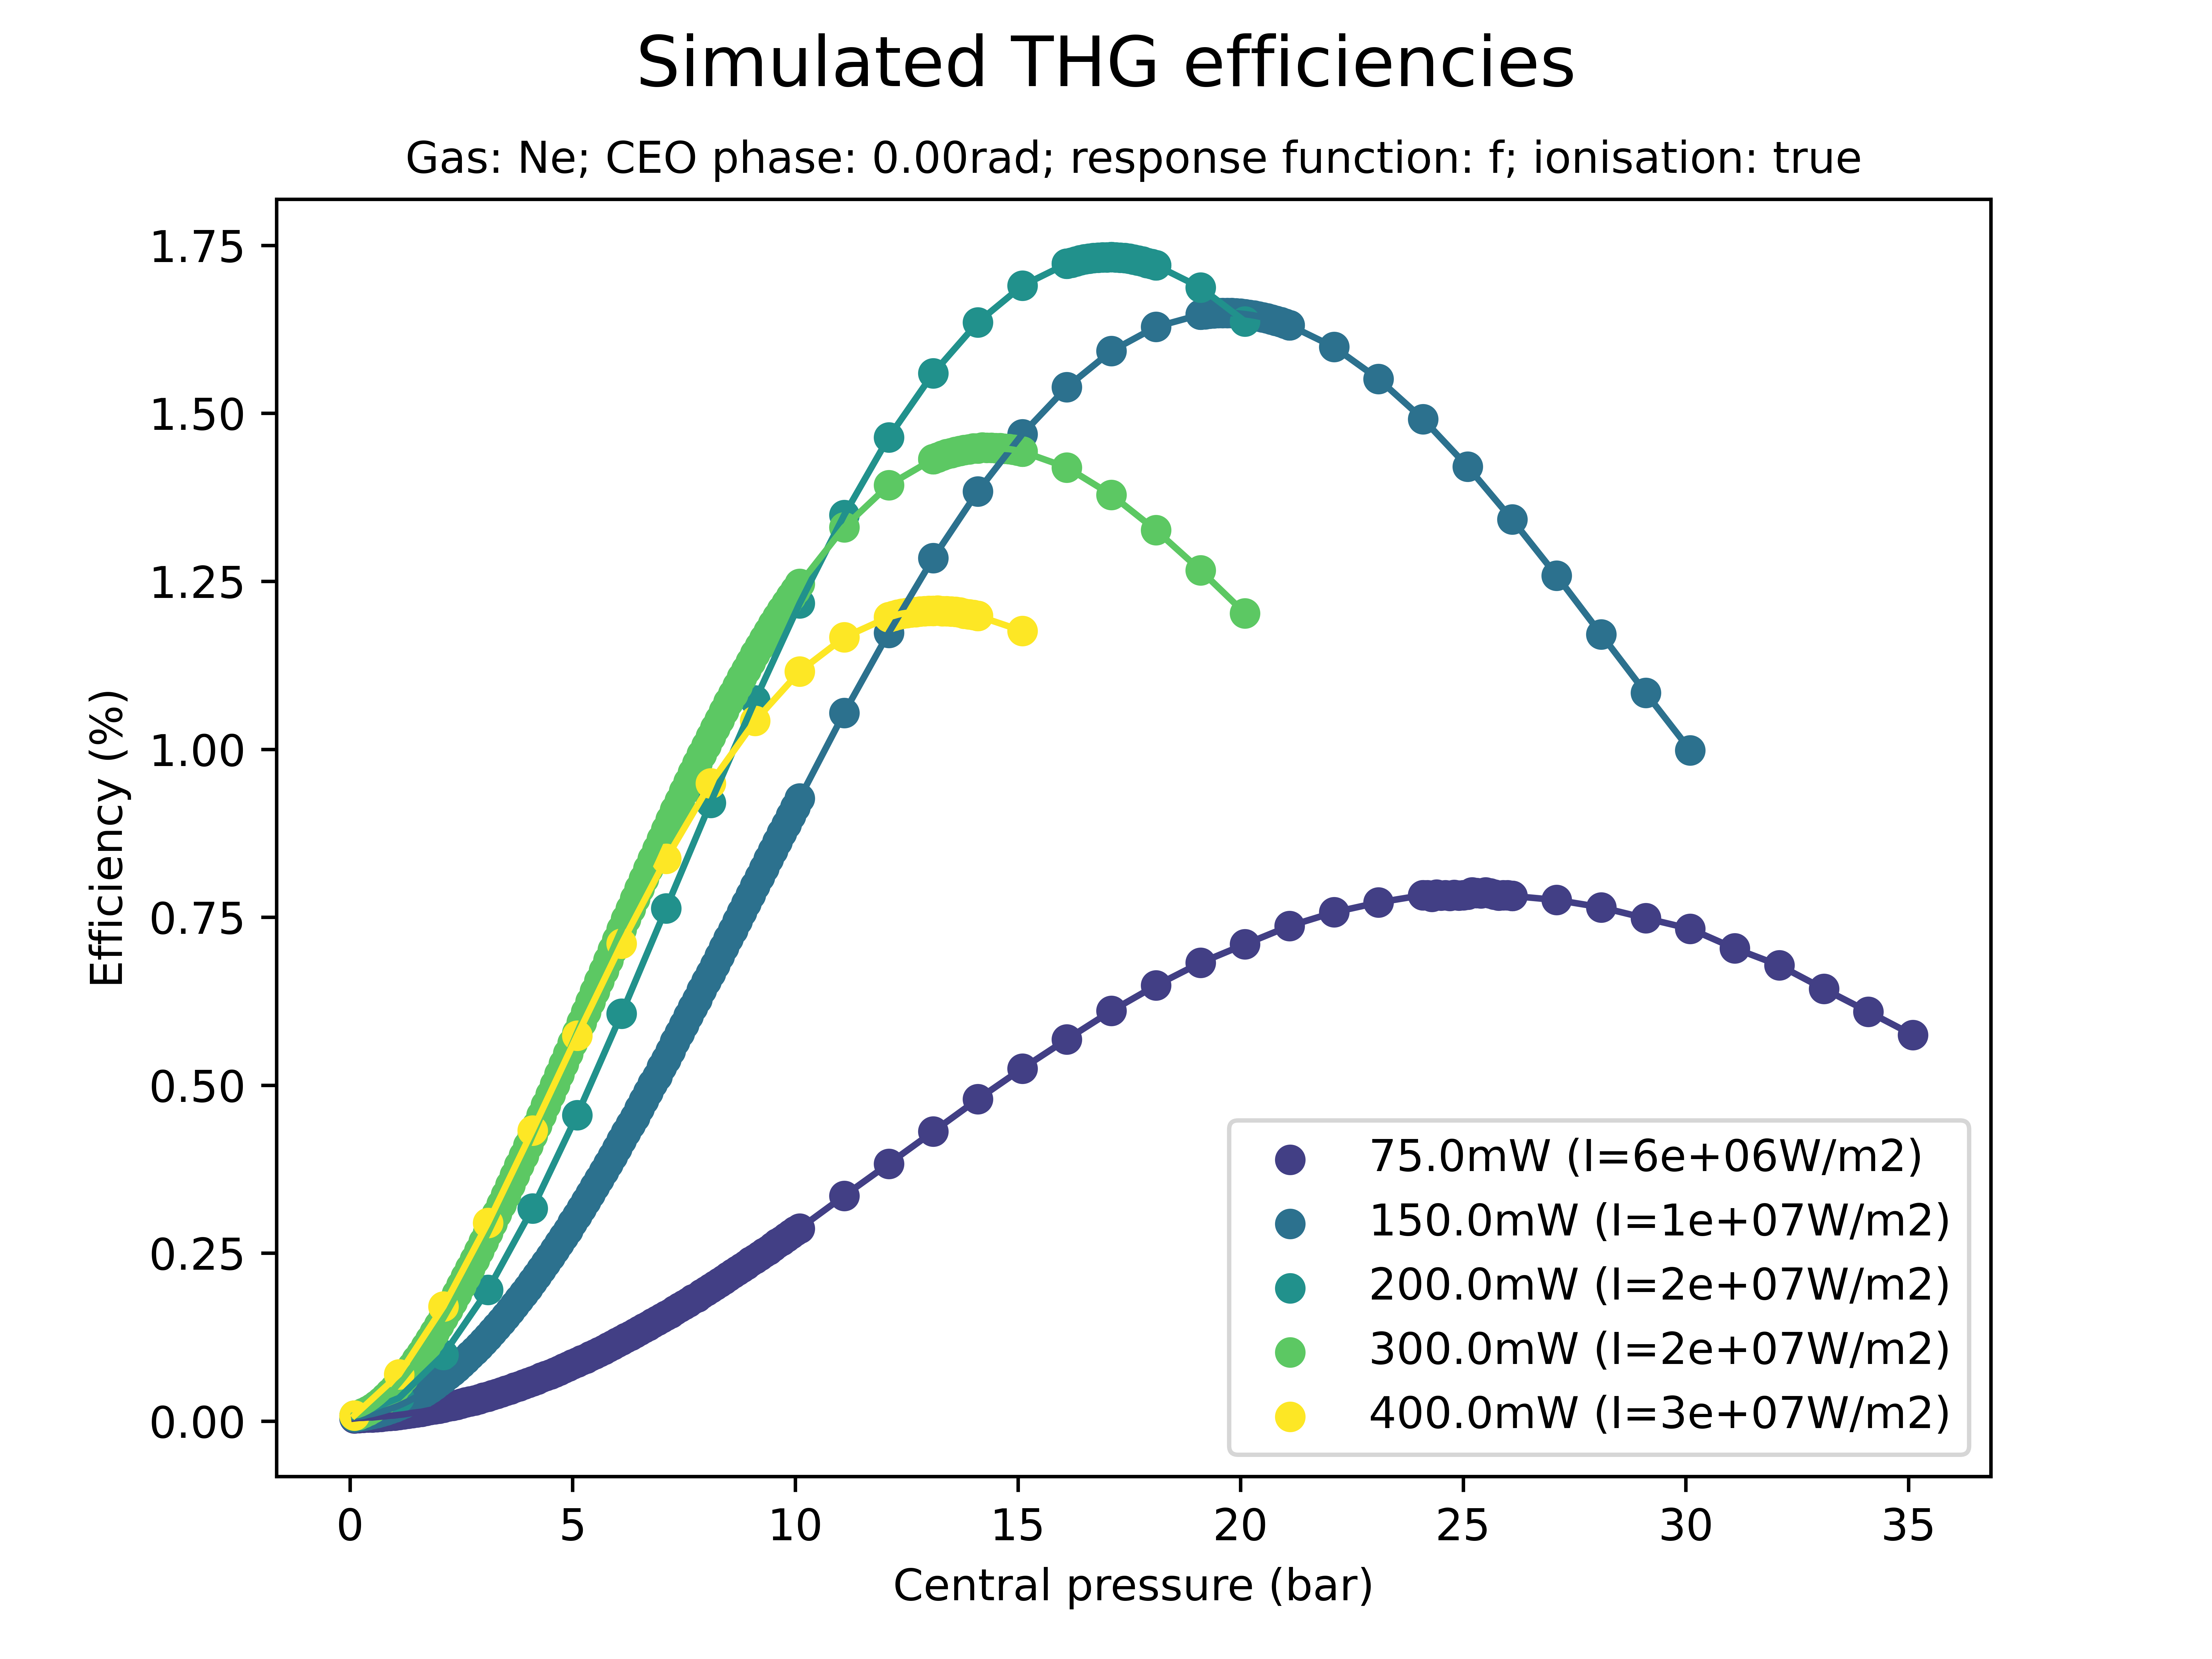 Simulated THG efficiencies
Gas: Ne; CEO phase: 0.00rad; response function: f; ionisation: true
Efficiency (%)
1.75
1.50
1.25
1.00
0.75
0.50
0.25
0.00
75.0mW (I=6e+06W/m2)
150.0mW (I=1e+07W/m2)
200.0mW (I=2e+07W/m2)
300.0mW (I=2e+07W/m2)
400.0mW (I=3e+07W/m2)
0 5 10 15 20 25 30 35
Central pressure (bar)